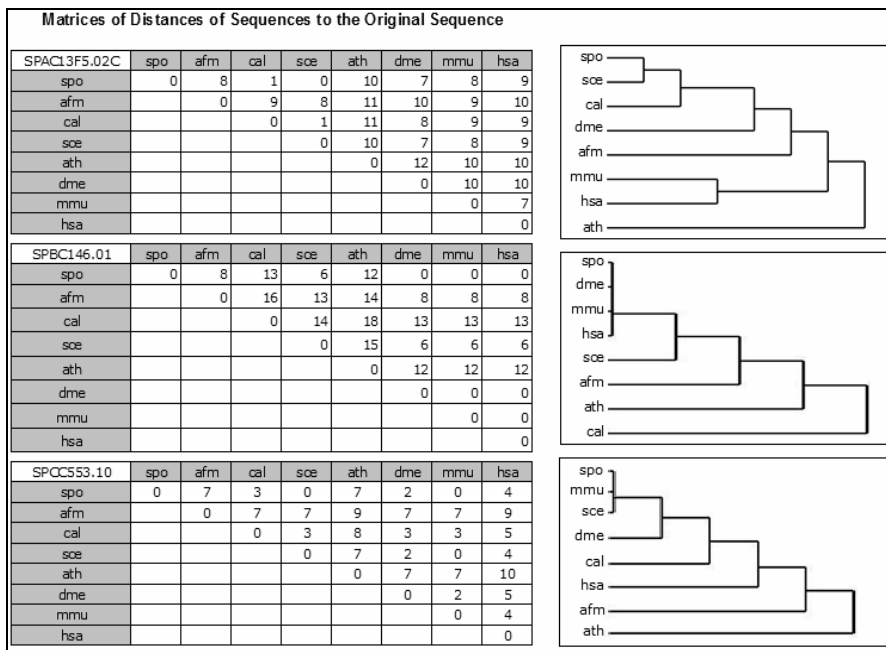 Matrices of Distances of Sequences to the Original Sequence
SPAC13F5.02C spo afm cal sce ath dme mmu hsa
spo 0 8 1 0 10 7 8 9
afm 0 9 8 11 10 9 10
cal 0 1 11 8 9 9
sce 0 10 7 8 9
ath 0 12 10 10
dme 0 10 10
mmu 0 7
hsa 0
spo
sce
cal
dme
afm
mmu
hsa
ath
SPBC146.01 spo afm cal sce ath dme mmu hsa
spo 0 8 13 6 12 0 0 0
afm 0 16 13 14 8 8 8
cal 0 14 18 13 13 13
sce 0 15 6 6 6
ath 0 12 12 12
dme 0 0 0
mmu 0 0
hsa 0
spo
dme
mmu
hsa
sce
afm
ath
cal
SPCC553.10 spo afm cal sce ath dme mmu hsa
spo 0 7 3 0 7 2 0 4
afm 0 7 7 9 7 7 9
cal 0 3 8 3 3 5
sce 0 7 2 0 4
ath 0 7 7 10
dme 0 2 5
mmu 0 4
hsa 0
spo
mmu
sce
dme
cal
hsa
afm
ath